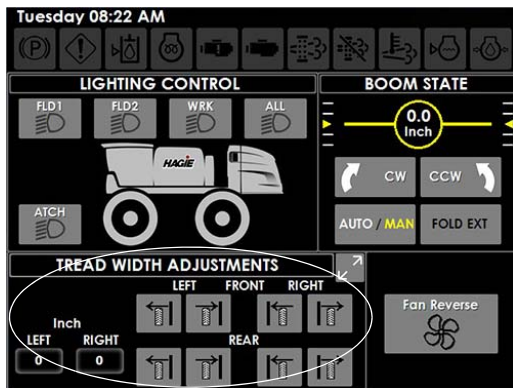 Tuesday 08:22 AM
LIGHTING CONTROL
FLD1 FLD2 WRK ALL
HAGIE
ATCH
BOOM STATE
0.0
Inch
CW CCW
AUTO / MAN FOLD EXT
TREAD WIDTH ADJUSTMENTS
LEFT FRONT RIGHT
Inch
LEFT RIGHT
0 0
REAR
Fan Reverse